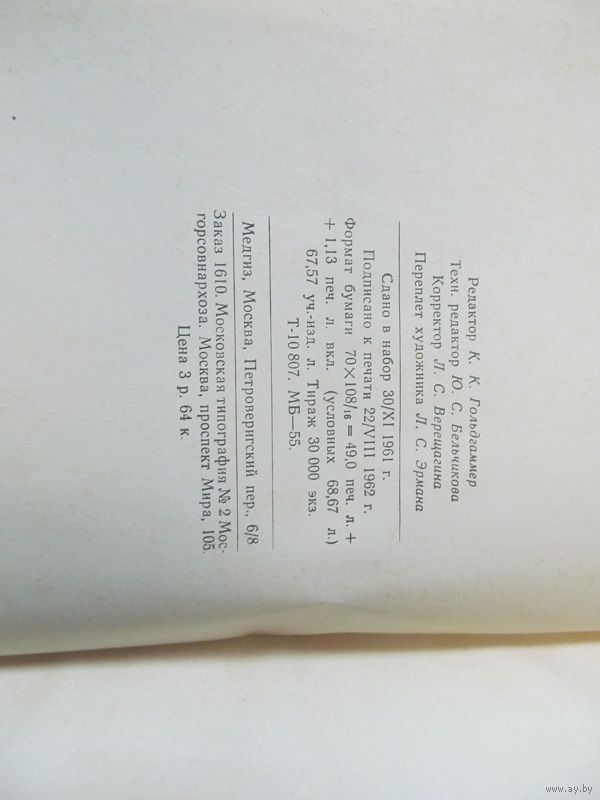 Редактор К. К. Гольдгаммер
Техн. редактор Ю. С. Бельчикова
Корректор Л. С. Верещагина
Переплет художника Л. С. Эрмана
Сдано в набор 30/XI 1961 г.
Подписано к печати 22/VIII 1962 г.
Формат бумаги 70×108/16 = 49,0 печ. л. +
+ 1,13 печ. л. вкл. (условных 68,67 л.)
67,57 уч.-изд. л. Тираж 30 000 экз.
Т-10 807. МБ—55.
Медгиз, Москва, Петроверигский пер., 6/8
Заказ 1610. Московская типография № 2 Мос-
горсовнархоза. Москва, проспект Мира, 105.
Цена 3 р. 64 к.
www.ay.by